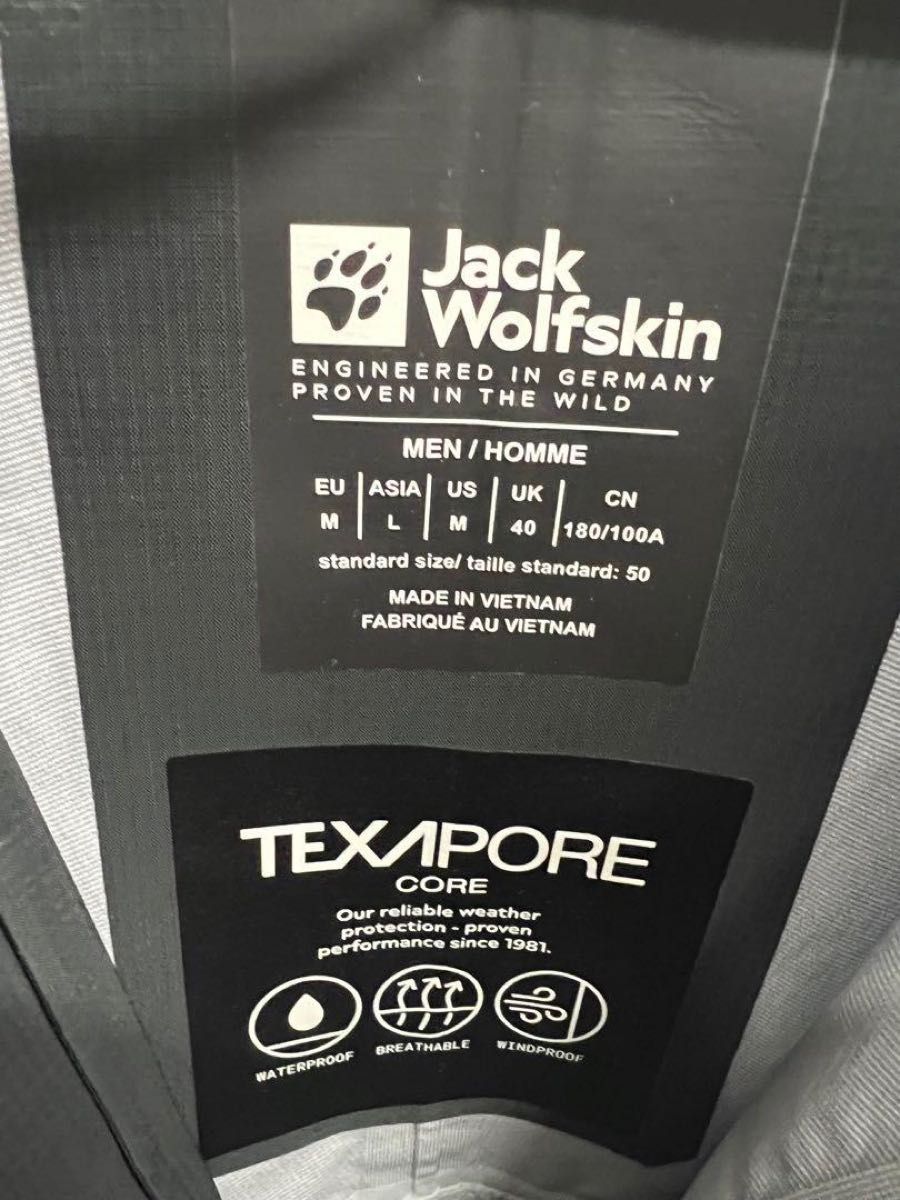 Jack
Wolfskin
ENGINEERED IN GERMANY
PROVEN IN THE WILD
MEN / HOMME
EU ASIA US UK CN
M L M 40 180/100A
standard size/ taille standard: 50
MADE IN VIETNAM
FABRIQUÉ AU VIETNAM
TEXAPORE
CORE
Our reliable weather
protection - proven
performance since 1981.
WATERPROOF BREATHABLE WINDPROOF